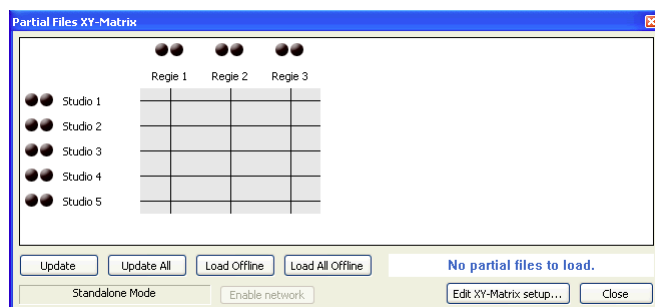 Partial Files XY-Matrix
Regie 1 Regie 2 Regie 3
Studio 1
Studio 2
Studio 3
Studio 4
Studio 5
Update Update All Load Offline Load All Offline No partial files to load.
Standalone Mode Enable network Edit XY-Matrix setup... Close